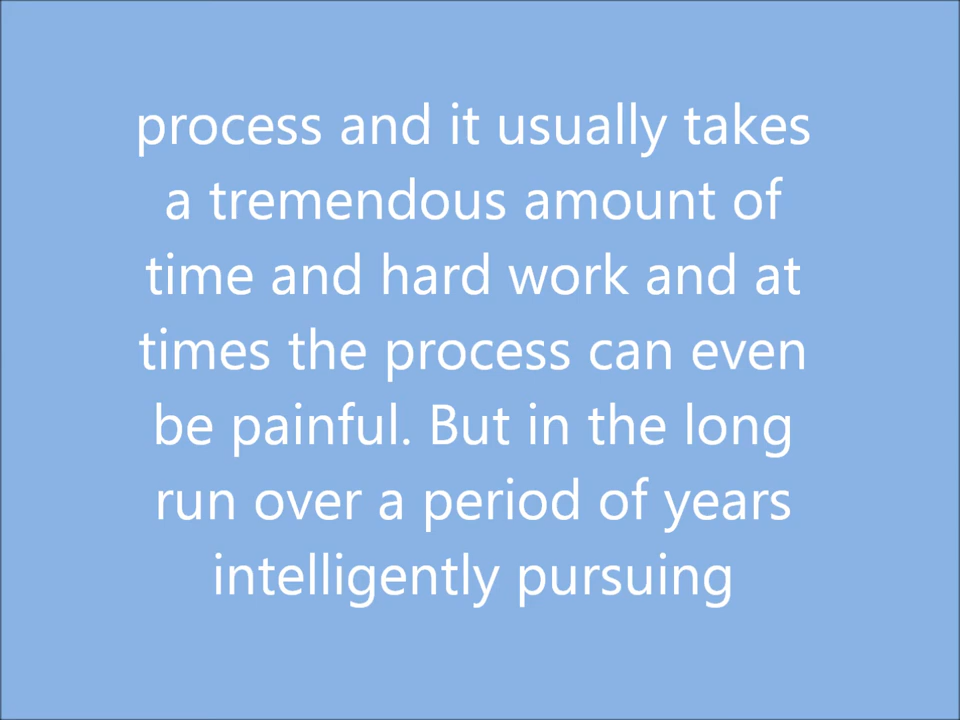 process and it usually takes
a tremendous amount of
time and hard work and at
times the process can even
be painful. But in the long
run over a period of years
intelligently pursuing